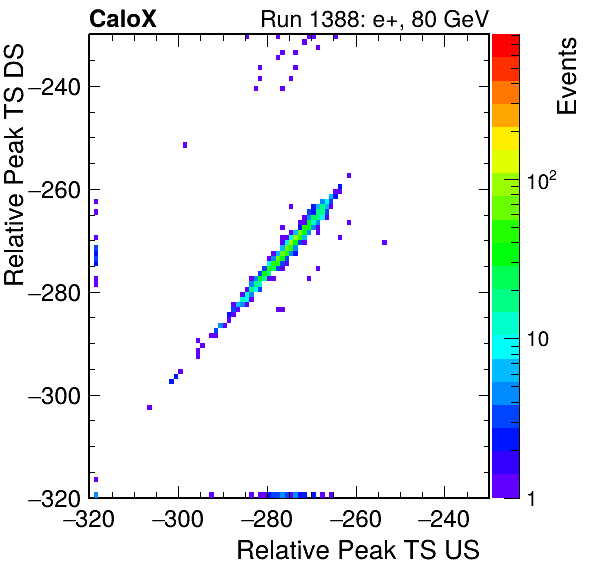 CaloX Run 1388: e+, 80 GeV
Relative Peak TS DS
Events
−240
−260
−280
−300
−320
10²
10
1
−320 −300 −280 −260 −240
Relative Peak TS US